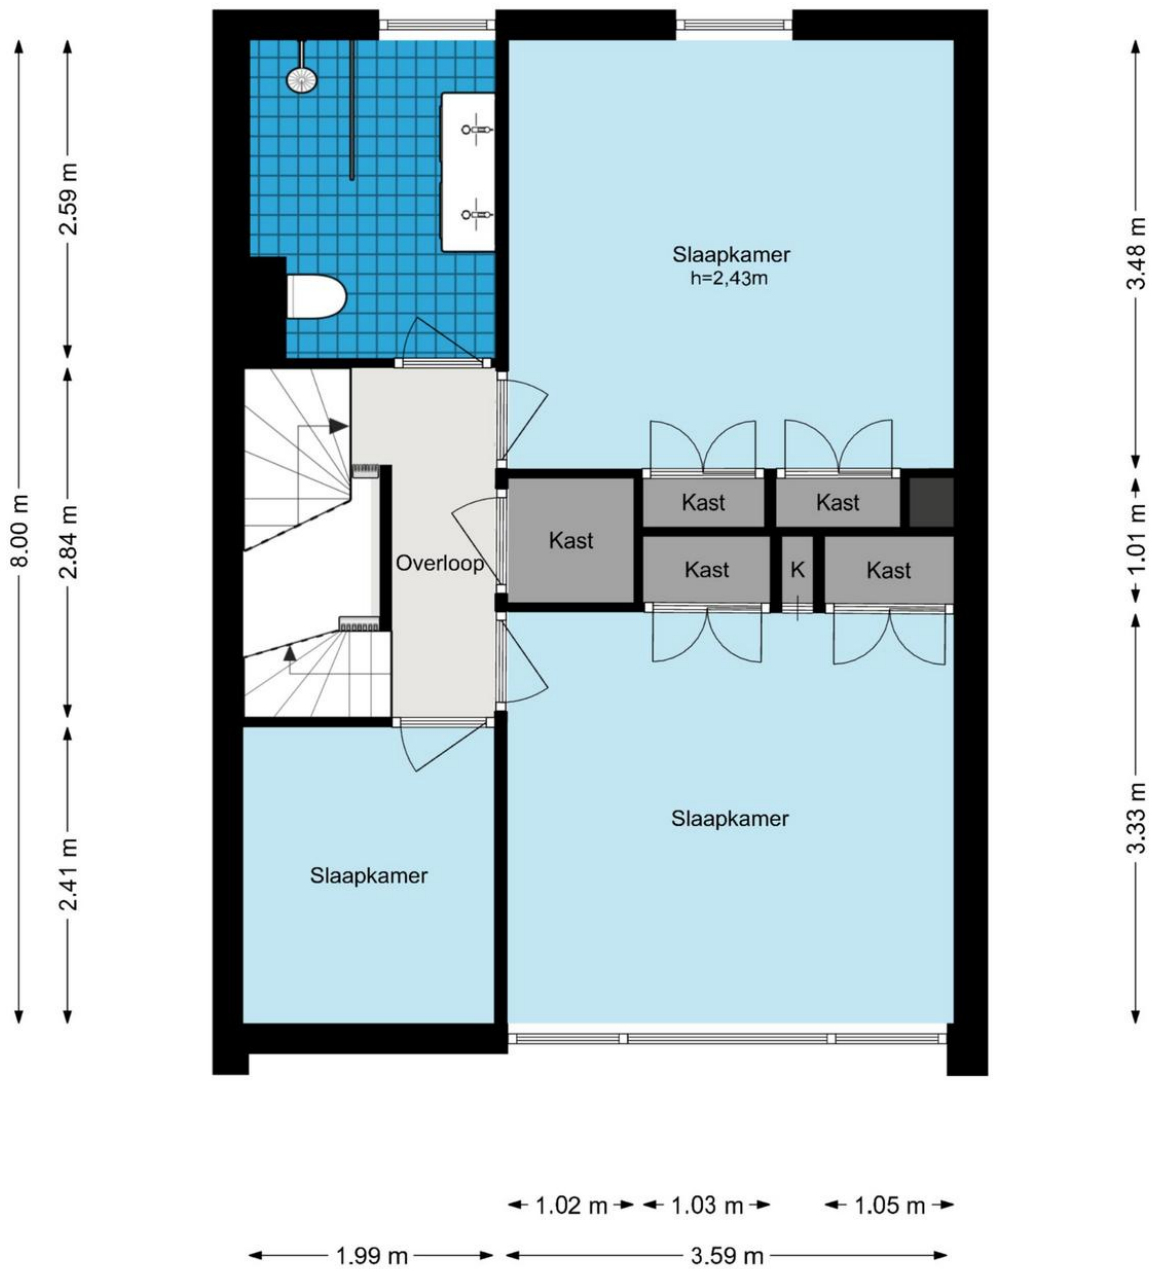 Slaapkamer
h=2,43m
Kast
Kast
Kast
Kast
K
Kast
Overloop
Slaapkamer
Slaapkamer
8.00 m
2.59 m
2.84 m
2.41 m
3.48 m
1.01 m
3.33 m
1.02 m
1.03 m
1.05 m
1.99 m
3.59 m